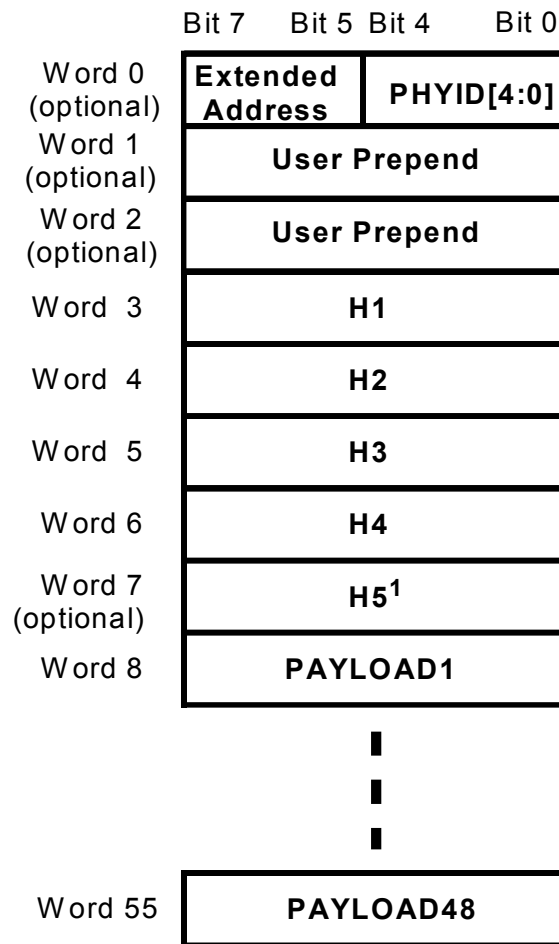 Bit 7 Bit 5 Bit 4 Bit 0
Word 0
(optional)
Extended
Address
PHYID[4:0]
Word 1
(optional)
User Prepend
Word 2
(optional)
User Prepend
Word 3
H1
Word 4
H2
Word 5
H3
Word 6
H4
Word 7
(optional)
H5¹
Word 8
PAYLOAD1
Word 55
PAYLOAD48